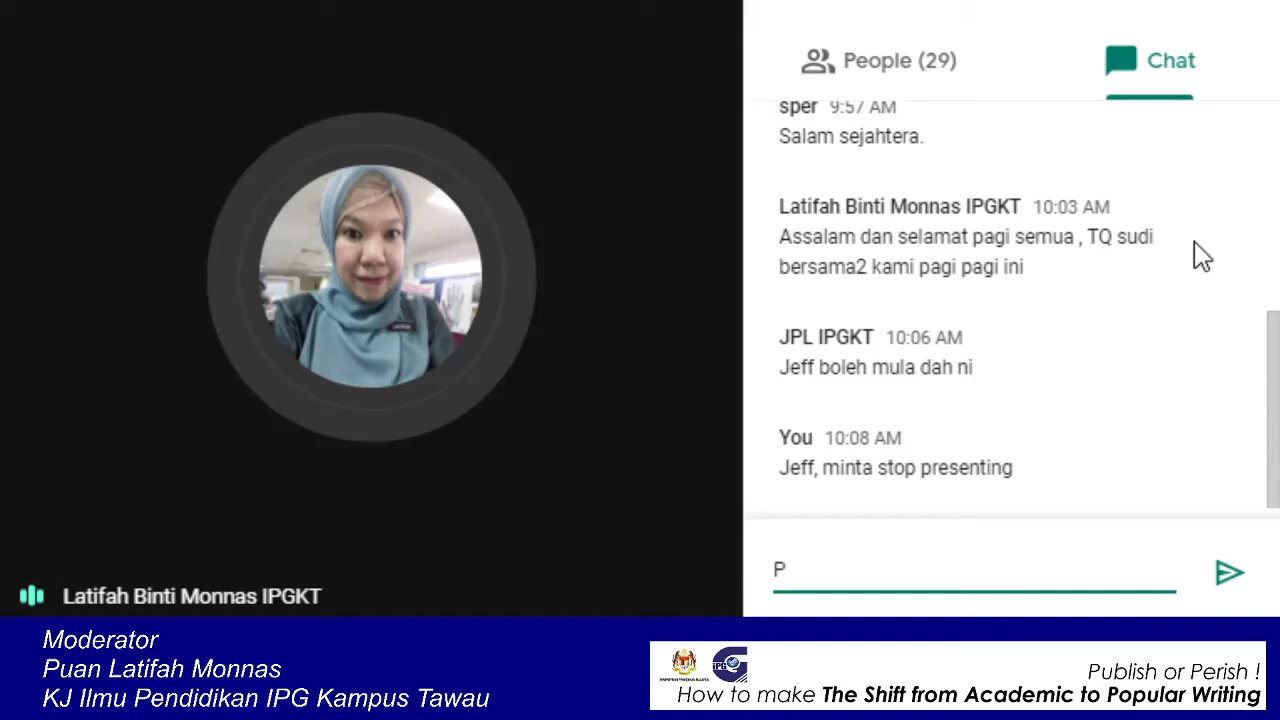 People (29)
Chat
sper 9:57 AM
Salam sejahtera.
Latifah Binti Monnas IPGKT 10:03 AM
Assalam dan selamat pagi semua , TQ sudi
bersama2 kami pagi pagi ini
JPL IPGKT 10:06 AM
Jeff boleh mula dah ni
You 10:08 AM
Jeff, minta stop presenting
P
Latifah Binti Monnas IPGKT
Moderator
Puan Latifah Monnas
KJ Ilmu Pendidikan IPG Kampus Tawau
IPG
Publish or Perish !
How to make The Shift from Academic to Popular Writing